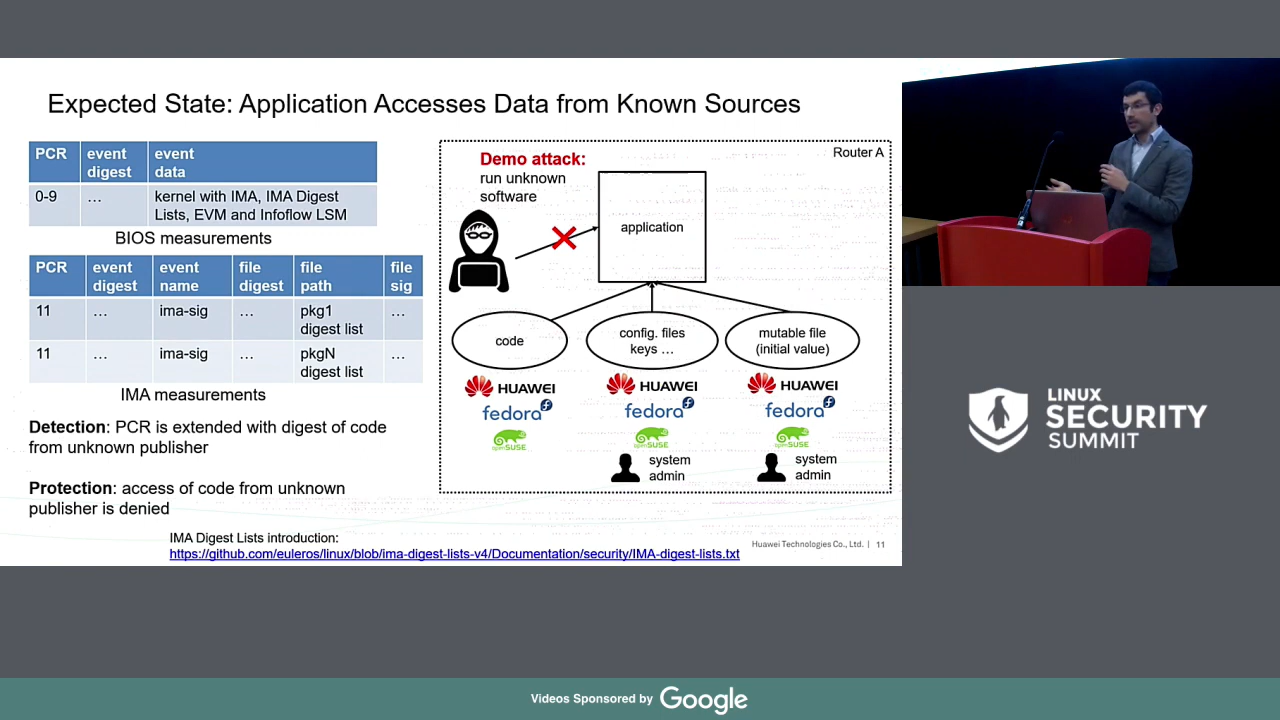 Expected State: Application Accesses Data from Known Sources
PCR
event
digest
event
data
0-9
...
kernel with IMA, IMA Digest
Lists, EVM and Infoflow LSM
BIOS measurements
PCR
event
digest
event
name
file
digest
file
path
file
sig
11
...
ima-sig
...
pkg1
digest list
...
11
...
ima-sig
...
pkgN
digest list
...
IMA measurements
Detection: PCR is extended with digest of code
from unknown publisher
Protection: access of code from unknown
publisher is denied
Router A
Demo attack:
run unknown
software
application
code
config. files
keys ...
mutable file
(initial value)
HUAWEI
fedora
openSUSE
HUAWEI
fedora
openSUSE
system
admin
HUAWEI
fedora
openSUSE
system
admin
IMA Digest Lists introduction:
https://github.com/euleros/linux/blob/ima-digest-lists-v4/Documentation/security/IMA-digest-lists.txt
Huawei Technologies Co., Ltd. | 11
LINUX
SECURITY
SUMMIT
Videos Sponsored by Google